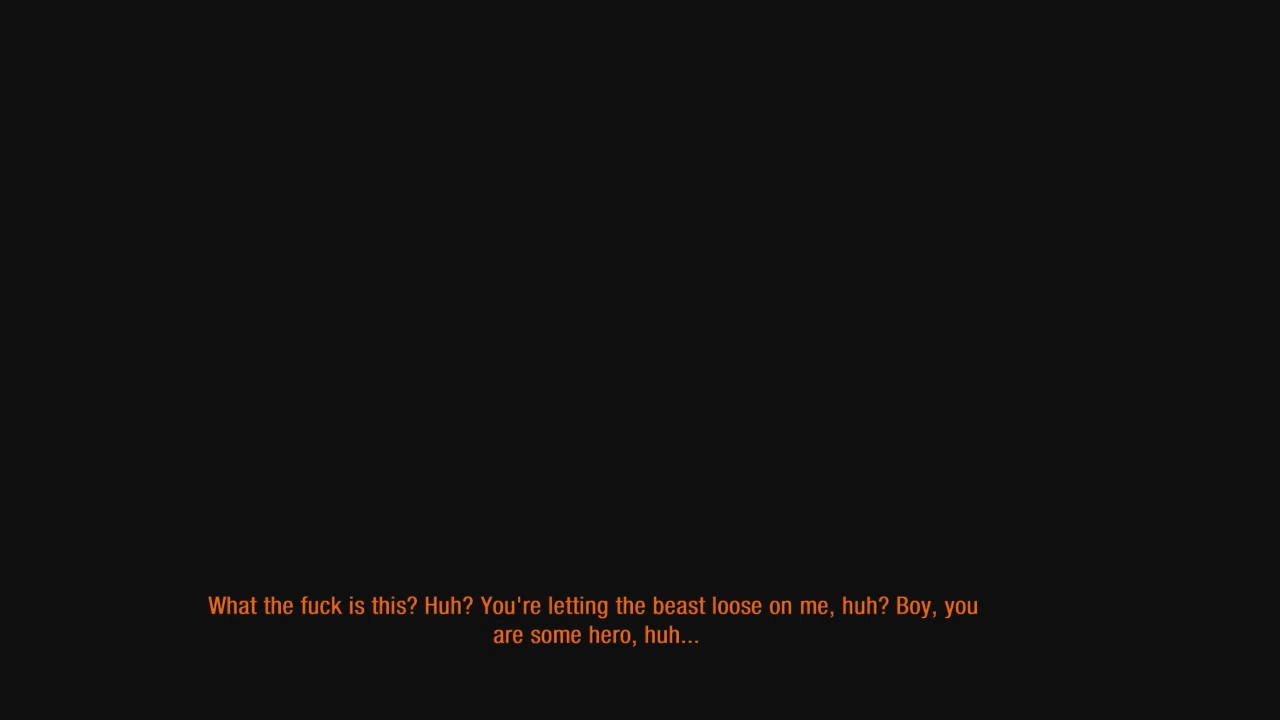 What the fuck is this? Huh? You're letting the beast loose on me, huh? Boy, you
are some hero, huh...